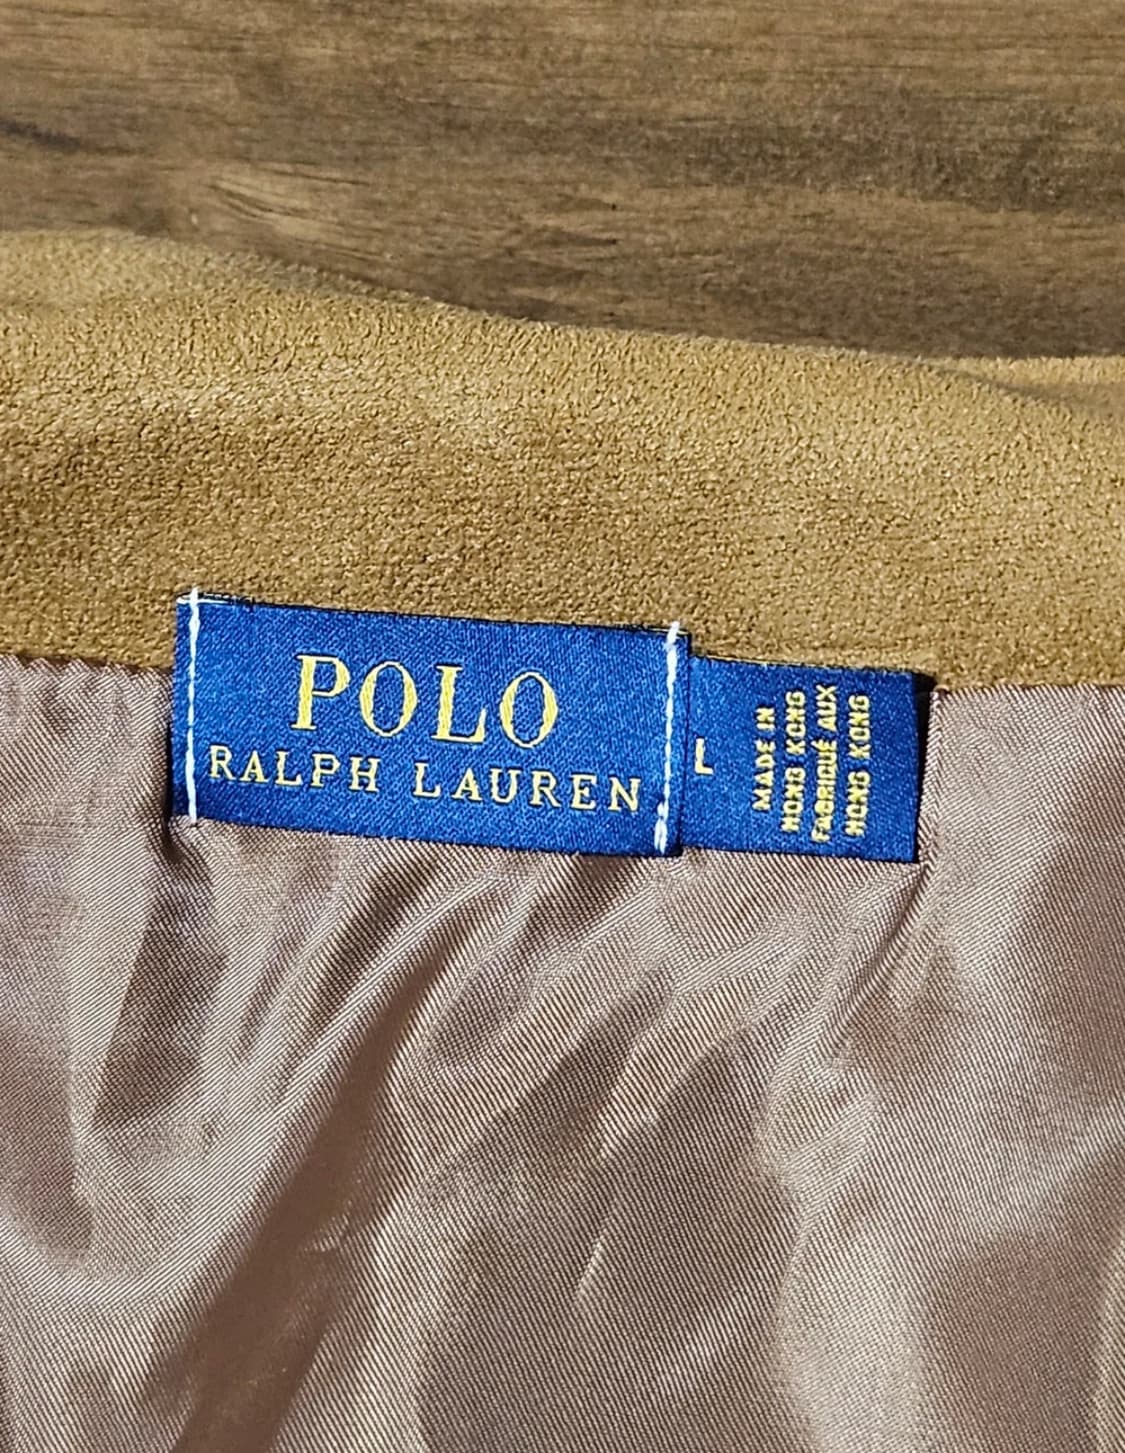 POLO
RALPH LAUREN
L
MADE IN
HONG KONG
FABRIQUÉ AUX
HONG KONG